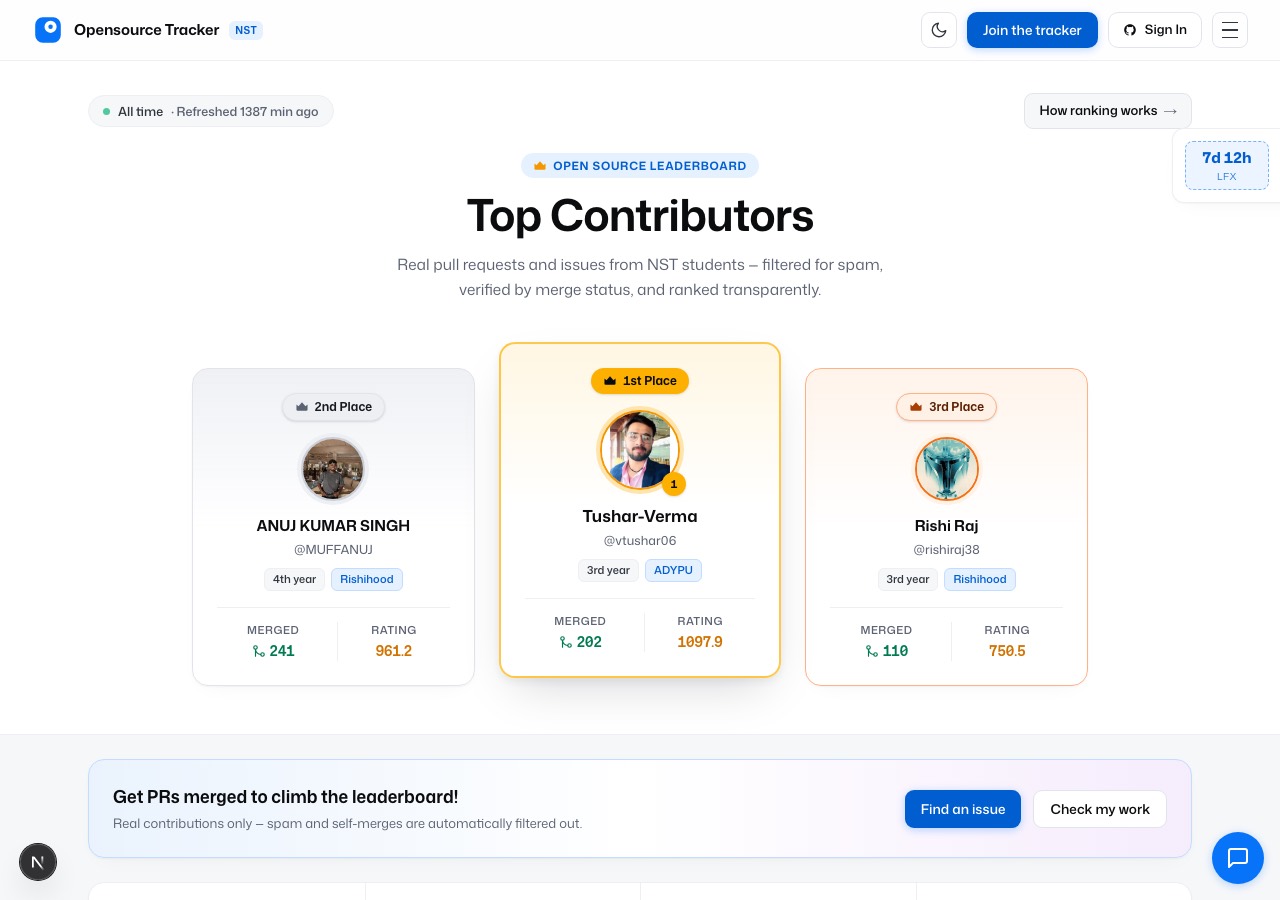 Opensource Tracker NST
Join the tracker
Sign In
All time · Refreshed 1387 min ago
How ranking works →
7d 12h
LFX
OPEN SOURCE LEADERBOARD
Top Contributors
Real pull requests and issues from NST students — filtered for spam,
verified by merge status, and ranked transparently.
2nd Place
ANUJ KUMAR SINGH
@MUFFANUJ
4th year Rishihood
MERGED RATING
241 961.2
1st Place
1
Tushar-Verma
@vtushar06
3rd year ADYPU
MERGED RATING
202 1097.9
3rd Place
Rishi Raj
@rishiraj38
3rd year Rishihood
MERGED RATING
110 750.5
Get PRs merged to climb the leaderboard!
Real contributions only — spam and self-merges are automatically filtered out.
Find an issue
Check my work
N